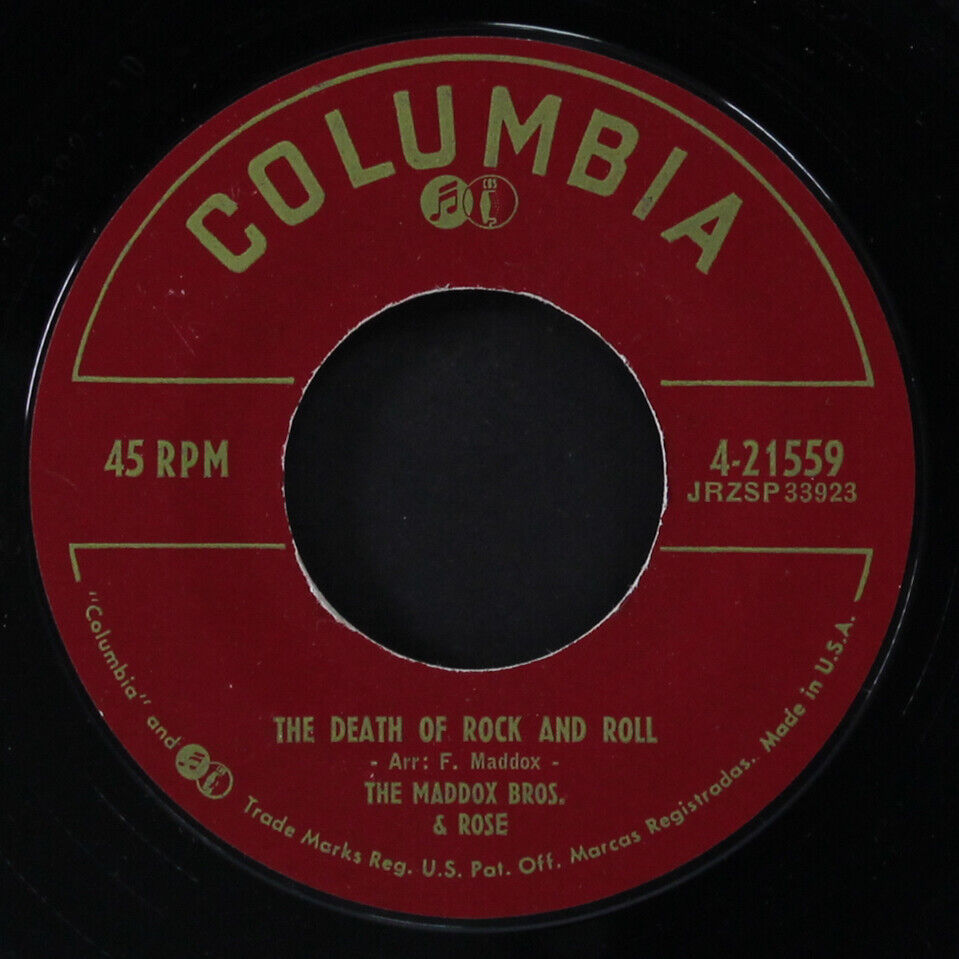 COLUMBIA
CBS
45 RPM
4-21559
JRZSP 33923
THE DEATH OF ROCK AND ROLL
- Arr: F. Maddox -
THE MADDOX BROS.
& ROSE
"Columbia" and Trade Marks Reg. U.S. Pat. Off. Marcas Registradas. Made in U.S.A.